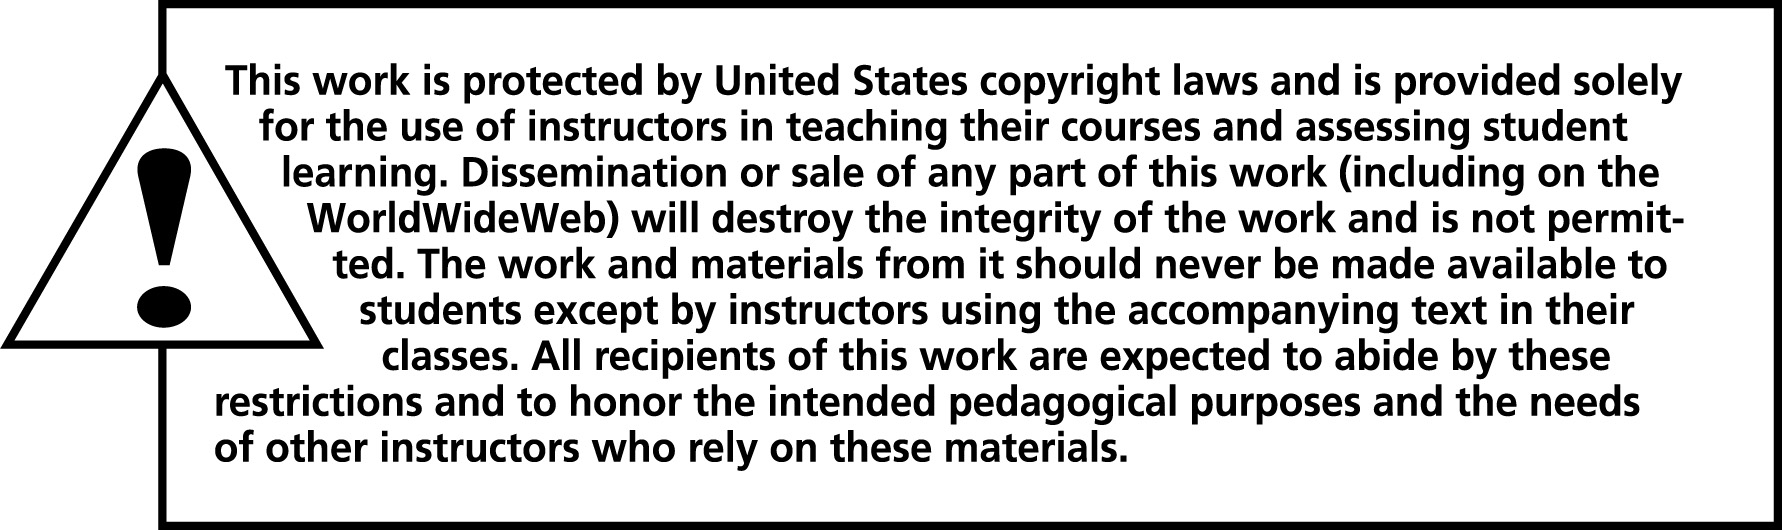 This work is protected by United States copyright laws and is provided solely
for the use of instructors in teaching their courses and assessing student
learning. Dissemination or sale of any part of this work (including on the
WorldWideWeb) will destroy the integrity of the work and is not permit-
ted. The work and materials from it should never be made available to
students except by instructors using the accompanying text in their
classes. All recipients of this work are expected to abide by these
restrictions and to honor the intended pedagogical purposes and the needs
of other instructors who rely on these materials.